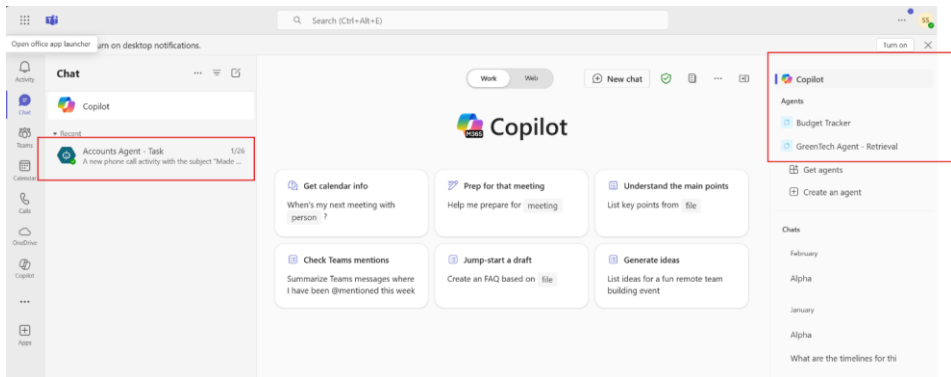 Search (Ctrl+Alt+E)
SS
Open office app launcher
urn on desktop notifications.
Turn on
Activity
Chat
Teams
Calendar
Calls
OneDrive
Copilot
Apps
Chat
Copilot
Recent
Accounts Agent - Task 1/26
A new phone call activity with the subject "Made ...
Work Web
New chat
M365 Copilot
Get calendar info
When's my next meeting with
person ?
Prep for that meeting
Help me prepare for meeting
Understand the main points
List key points from file
Check Teams mentions
Summarize Teams messages where
I have been @mentioned this week
Jump-start a draft
Create an FAQ based on file
Generate ideas
List ideas for a fun remote team
building event
Copilot
Agents
Budget Tracker
GreenTech Agent - Retrieval
Get agents
Create an agent
Chats
February
Alpha
January
Alpha
What are the timelines for thi